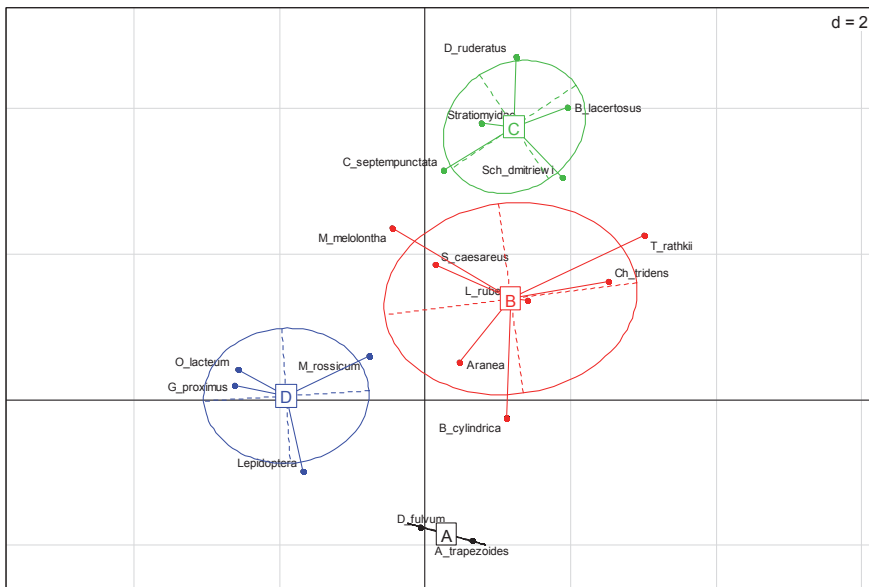 d = 2
D_ruderatus
B_lacertosus
Stratiomyidae
C
C_septempunctata
Sch_dmitriewi
M_melolontha
T_rathkii
S_caesareus
Ch_tridens
L_rube
B
O_lacteum
M_rossicum
Aranea
G_proximus
D
B_cylindrica
Lepidoptera
D_fulvum
A
A_trapezoides